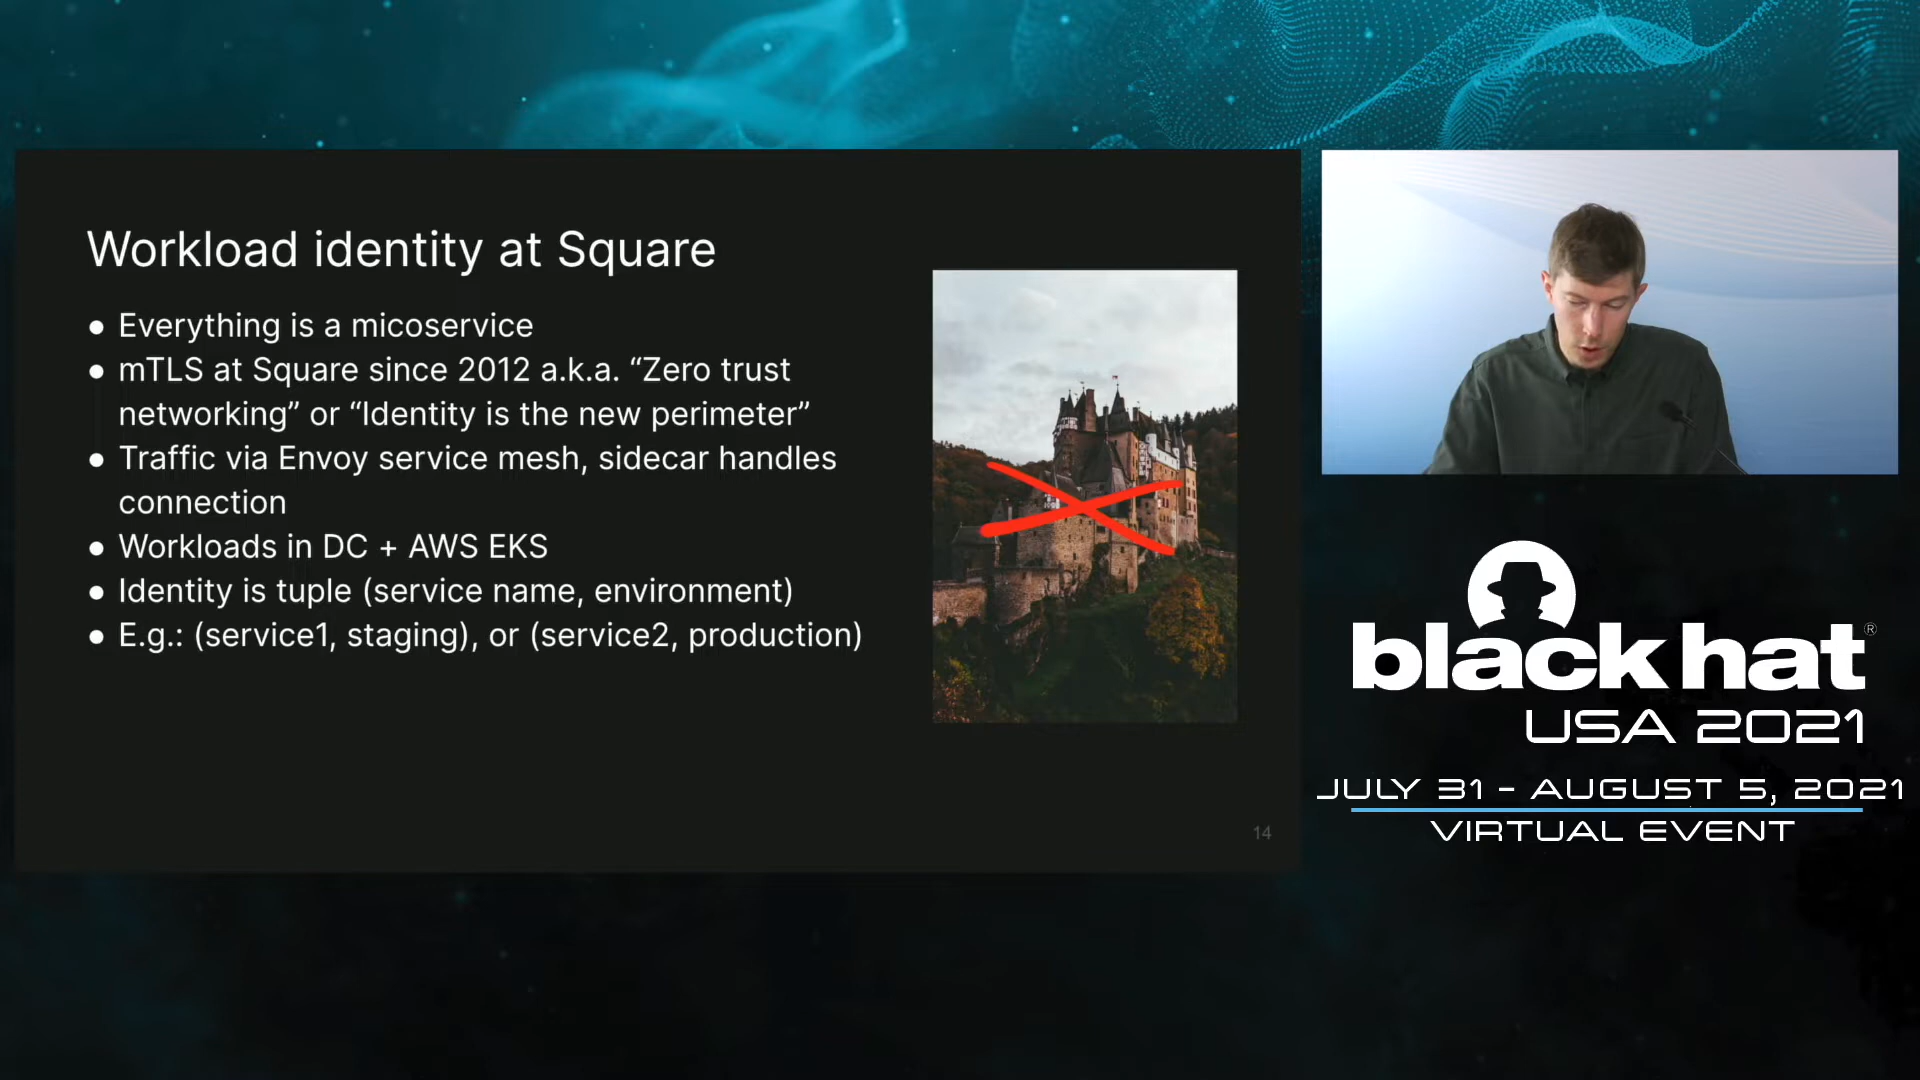 Workload identity at Square
● Everything is a micoservice
● mTLS at Square since 2012 a.k.a. “Zero trust
networking” or “Identity is the new perimeter”
● Traffic via Envoy service mesh, sidecar handles
connection
● Workloads in DC + AWS EKS
● Identity is tuple (service name, environment)
● E.g.: (service1, staging), or (service2, production)
14
black hat®
USA 2021
JULY 31 - AUGUST 5, 2021
VIRTUAL EVENT